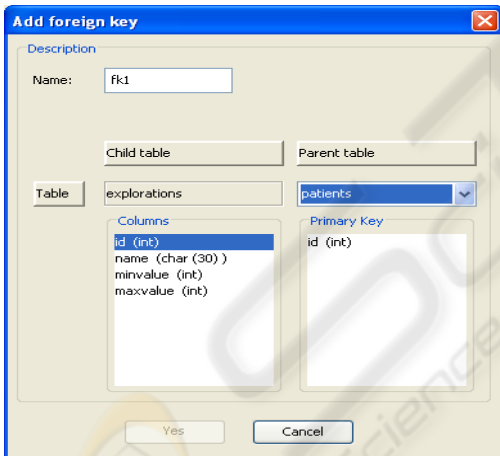 Add foreign key
Description
Name: fk1
Child table Parent table
Table explorations patients
Columns Primary Key
id (int) id (int)
name (char (30) )
minvalue (int)
maxvalue (int)
Yes Cancel